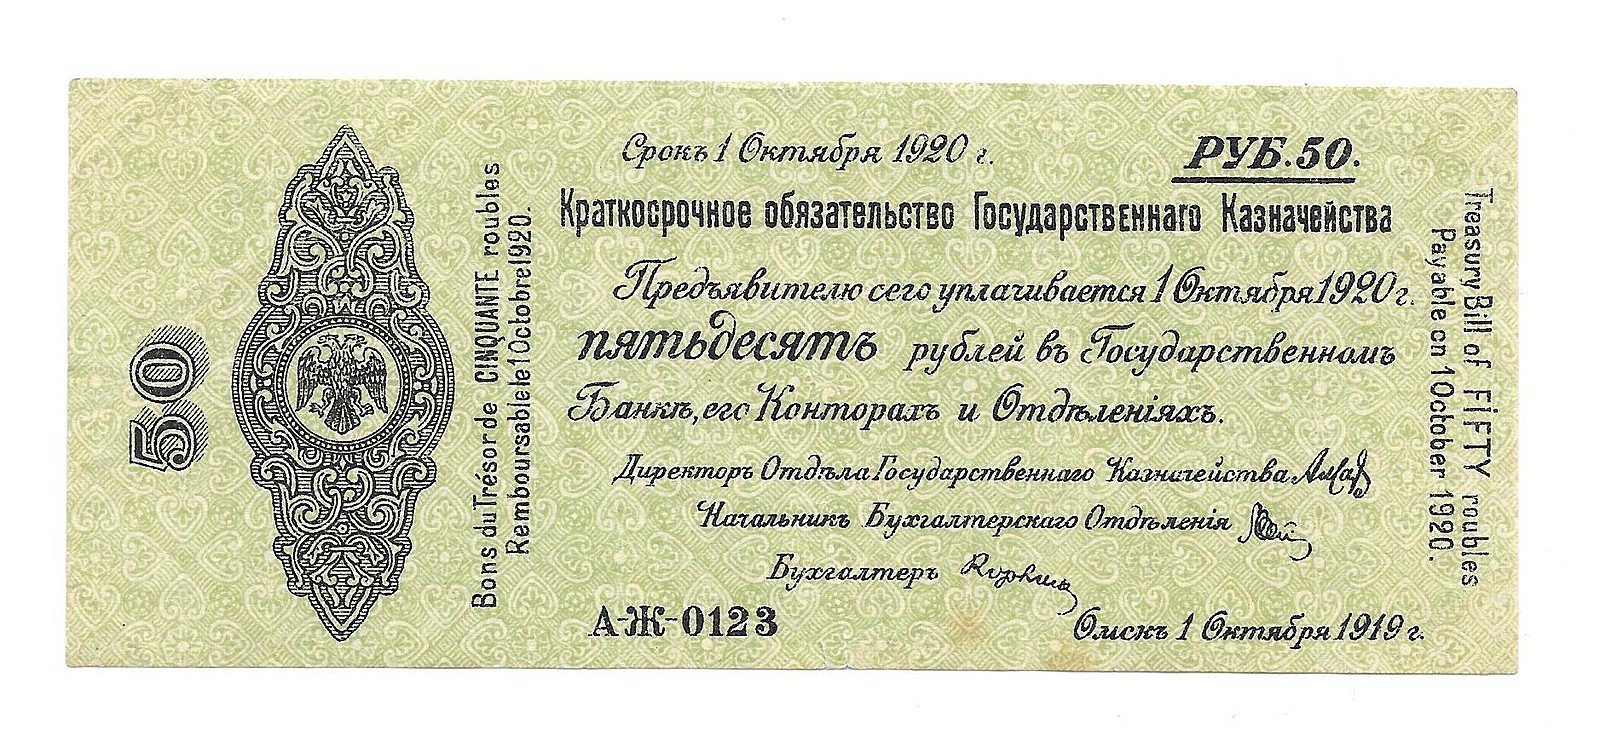 50
Bons du Trésor de CINQUANTE roubles
Remboursable le 1 Octobre 1920.
Срокъ 1 Октября 1920 г.
РУБ. 50.
Краткосрочное обязательство Государственнаго Казначейства
Предъявителю сего уплачивается 1 Октября 1920 г.
пятьдесятъ рублей въ Государственномъ
Банкѣ, его Конторахъ и Отдѣленіяхъ.
Директоръ Отдѣла Государственнаго Казначейства
Начальникъ Бухгалтерскаго Отдѣленія
Бухгалтеръ
А-Ж-0123
Омскъ 1 Октября 1919 г.
Treasury Bill of FIFTY roubles
Payable on 1 October 1920.